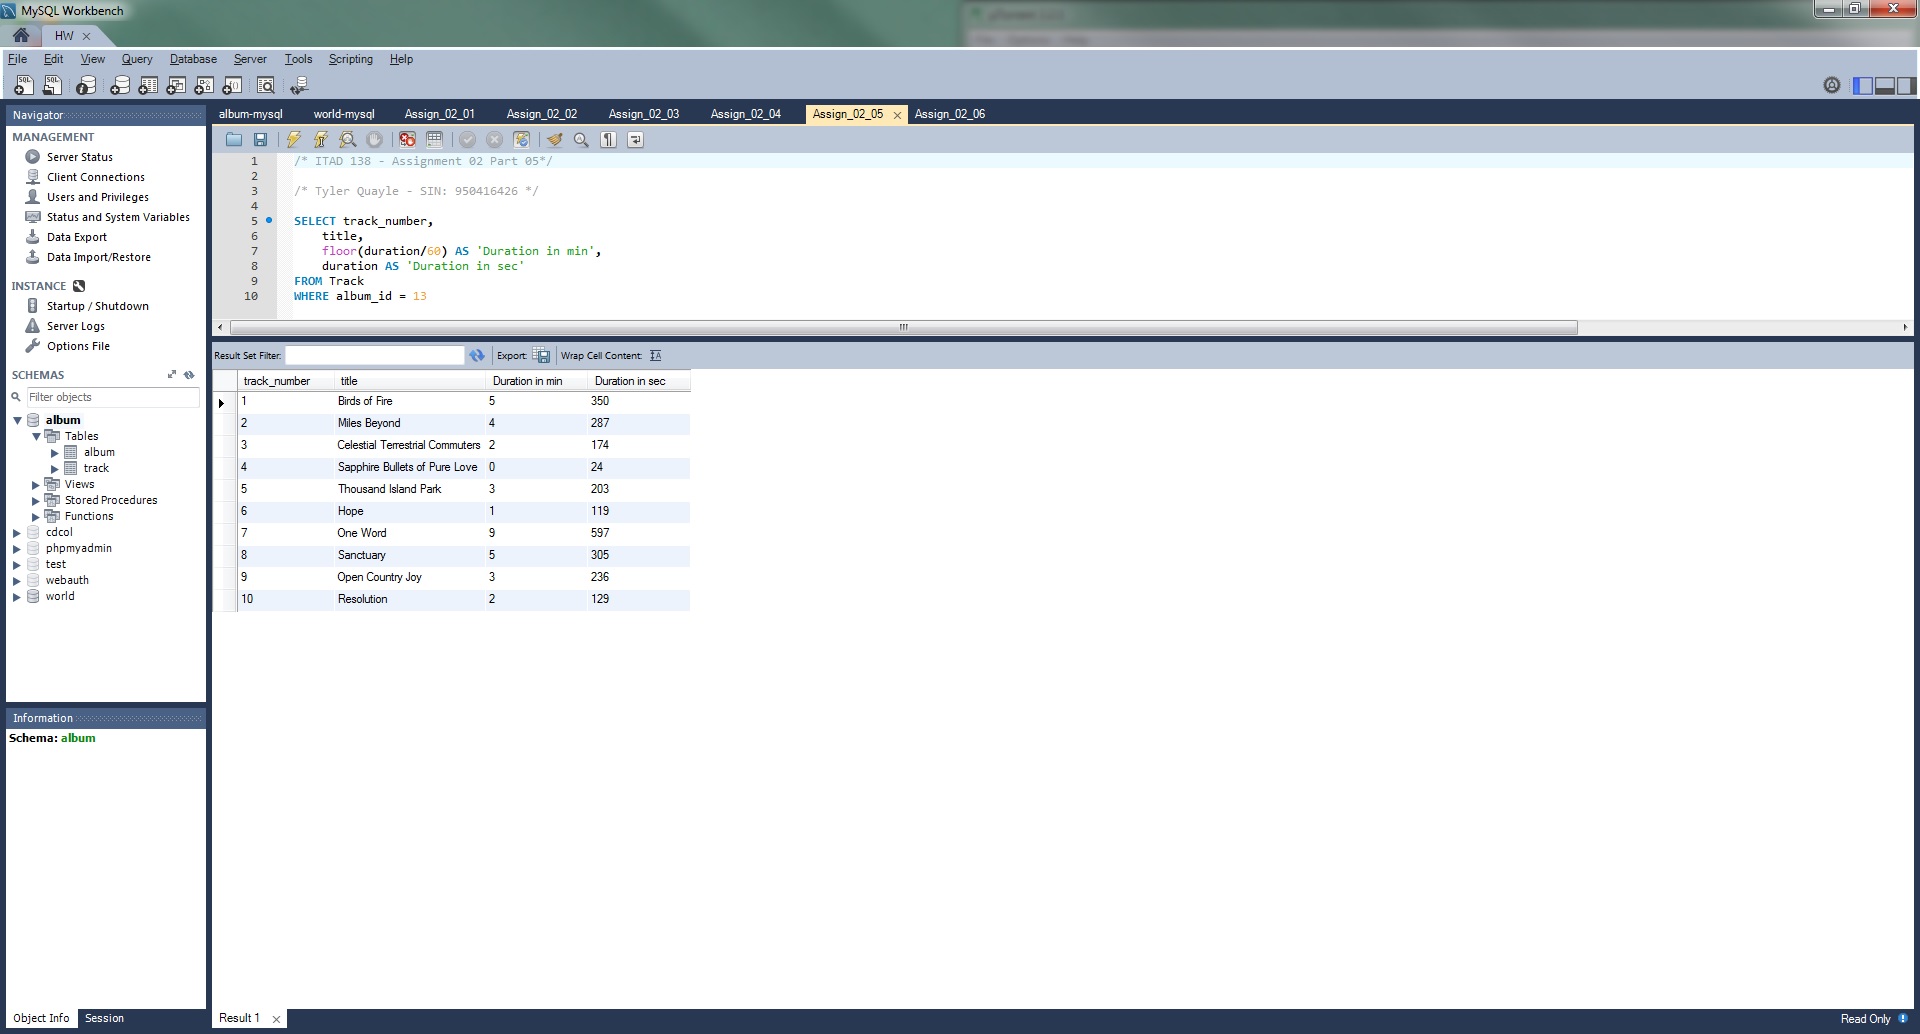 MySQL Workbench
HW
File Edit View Query Database Server Tools Scripting Help
Navigator
MANAGEMENT
Server Status
Client Connections
Users and Privileges
Status and System Variables
Data Export
Data Import/Restore
INSTANCE
Startup / Shutdown
Server Logs
Options File
SCHEMAS
Filter objects
album
Tables
album
track
Views
Stored Procedures
Functions
cdcol
phpmyadmin
test
webauth
world
Information
Schema: album
Object Info Session
album-mysql world-mysql Assign_02_01 Assign_02_02 Assign_02_03 Assign_02_04 Assign_02_05 Assign_02_06
1 /* ITAD 138 - Assignment 02 Part 05*/
2
3 /* Tyler Quayle - SIN: 950416426 */
4
5 SELECT track_number,
6 title,
7 floor(duration/60) AS 'Duration in min',
8 duration AS 'Duration in sec'
9 FROM Track
10 WHERE album_id = 13
Result Set Filter: Export: Wrap Cell Content:
track_number title Duration in min Duration in sec
1 Birds of Fire 5 350
2 Miles Beyond 4 287
3 Celestial Terrestrial Commuters 2 174
4 Sapphire Bullets of Pure Love 0 24
5 Thousand Island Park 3 203
6 Hope 1 119
7 One Word 9 597
8 Sanctuary 5 305
9 Open Country Joy 3 236
10 Resolution 2 129
Result 1
Read Only